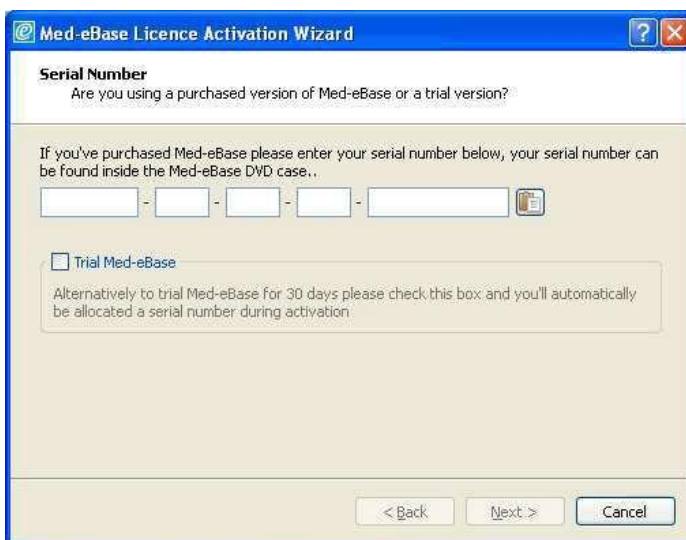 Med-eBase Licence Activation Wizard
Serial Number
Are you using a purchased version of Med-eBase or a trial version?
If you've purchased Med-eBase please enter your serial number below, your serial number can
be found inside the Med-eBase DVD case..
- - - -
Trial Med-eBase
Alternatively to trial Med-eBase for 30 days please check this box and you'll automatically
be allocated a serial number during activation
< Back Next > Cancel